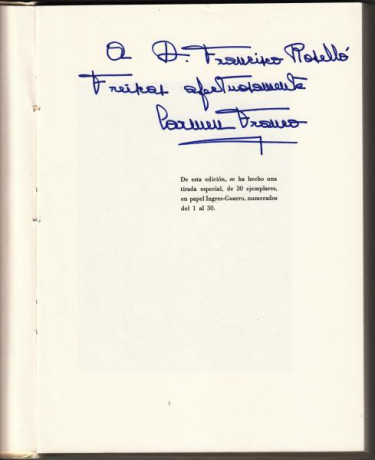 A D. Francisco Roselló
Freixas afectuosamente
Carmen Franco
De esta edición, se ha hecho una
tirada especial, de 30 ejemplares,
en papel Ingres-Guarro, numerados
del 1 al 30.